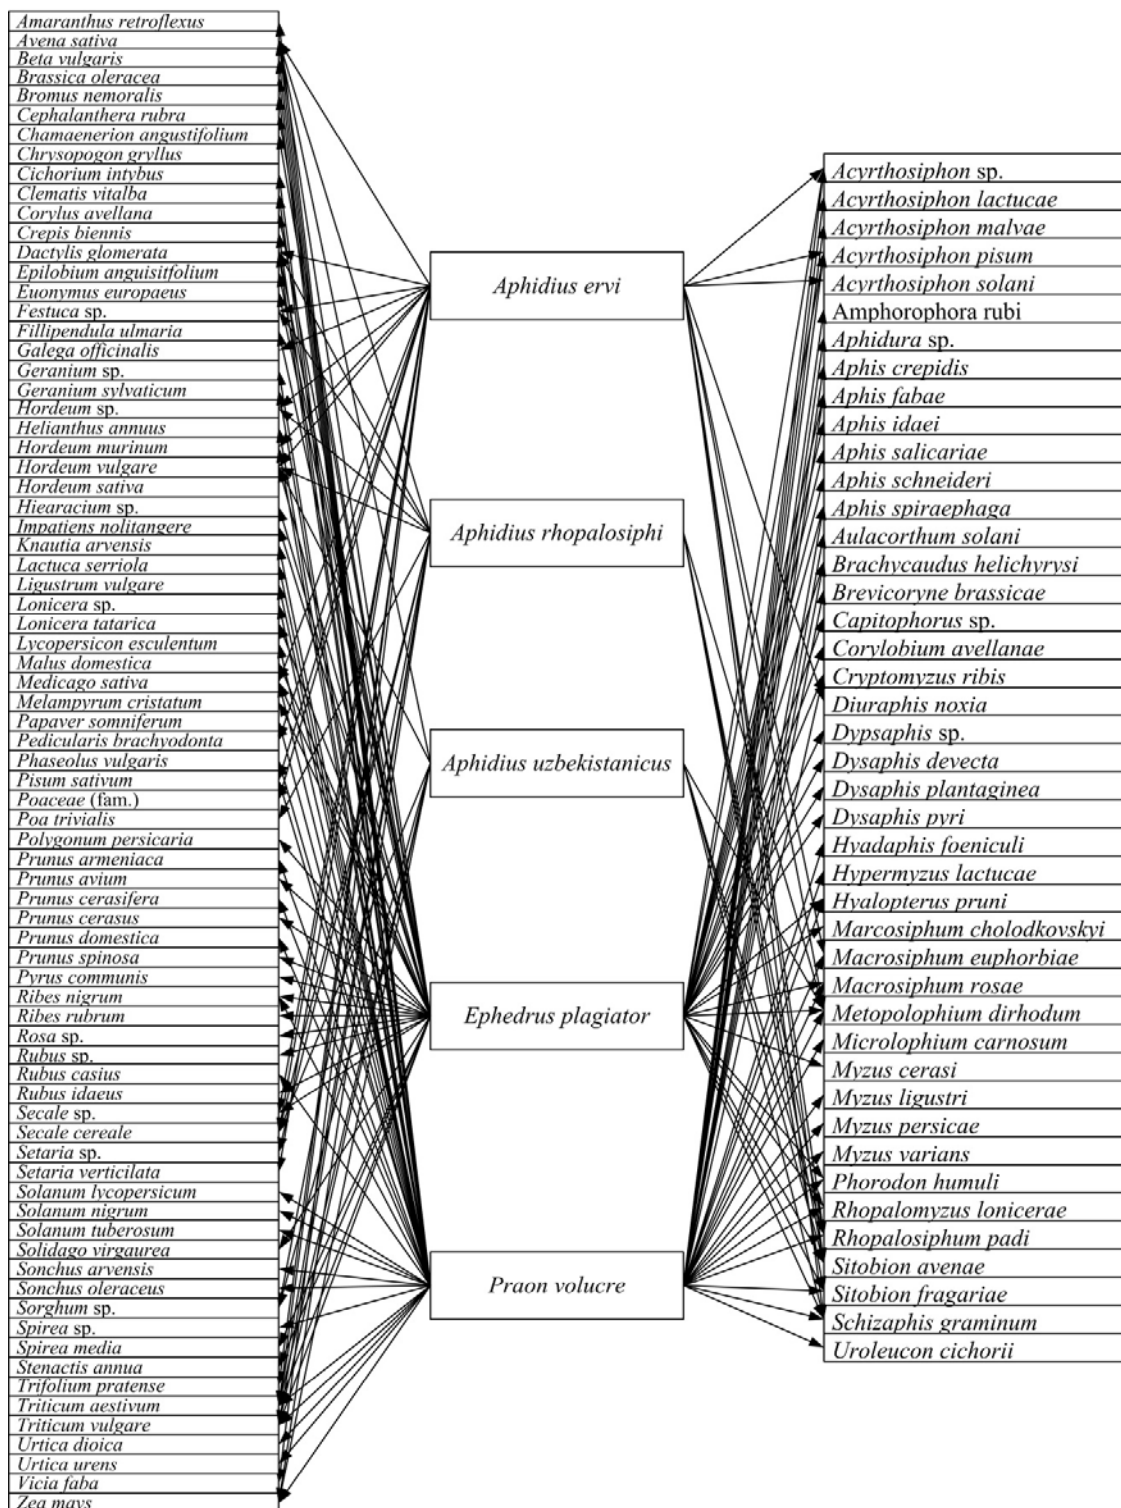 Amaranthus retroflexus
Avena sativa
Beta vulgaris
Brassica oleracea
Bromus nemoralis
Cephalanthera rubra
Chamaenerion angustifolium
Chrysopogon gryllus
Cichorium intybus
Clematis vitalba
Corylus avellana
Crepis biennis
Dactylis glomerata
Epilobium anguisitfolium
Euonymus europaeus
Festuca sp.
Fillipendula ulmaria
Galega officinalis
Geranium sp.
Geranium sylvaticum
Hordeum sp.
Helianthus annuus
Hordeum murinum
Hordeum vulgare
Hordeum sativa
Hiearacium sp.
Impatiens nolitangere
Knautia arvensis
Lactuca serriola
Ligustrum vulgare
Lonicera sp.
Lonicera tatarica
Lycopersicon esculentum
Malus domestica
Medicago sativa
Melampyrum cristatum
Papaver somniferum
Pedicularis brachyodonta
Phaseolus vulgaris
Pisum sativum
Poaceae (fam.)
Poa trivialis
Polygonum persicaria
Prunus armeniaca
Prunus avium
Prunus cerasifera
Prunus cerasus
Prunus domestica
Prunus spinosa
Pyrus communis
Ribes nigrum
Ribes rubrum
Rosa sp.
Rubus sp.
Rubus casius
Rubus idaeus
Secale sp.
Secale cereale
Setaria sp.
Setaria verticilata
Solanum lycopersicum
Solanum nigrum
Solanum tuberosum
Solidago virgaurea
Sonchus arvensis
Sonchus oleraceus
Sorghum sp.
Spirea sp.
Spirea media
Stenactis annua
Trifolium pratense
Triticum aestivum
Triticum vulgare
Urtica dioica
Urtica urens
Vicia faba
Zea mays
Aphidius ervi
Aphidius rhopalosiphi
Aphidius uzbekistanicus
Ephedrus plagiator
Praon volucre
Acyrthosiphon sp.
Acyrthosiphon lactucae
Acyrthosiphon malvae
Acyrthosiphon pisum
Acyrthosiphon solani
Amphorophora rubi
Aphidura sp.
Aphis crepidis
Aphis fabae
Aphis idaei
Aphis salicariae
Aphis schneideri
Aphis spiraephaga
Aulacorthum solani
Brachycaudus helichyrysi
Brevicoryne brassicae
Capitophorus sp.
Corylobium avellanae
Cryptomyzus ribis
Diuraphis noxia
Dypsaphis sp.
Dysaphis devecta
Dysaphis plantaginea
Dysaphis pyri
Hyadaphis foeniculi
Hypermyzus lactucae
Hyalopterus pruni
Marcosiphum cholodkovskyi
Macrosiphum euphorbiae
Macrosiphum rosae
Metopolophium dirhodum
Microlophium carnosum
Myzus cerasi
Myzus ligustri
Myzus persicae
Myzus varians
Phorodon humuli
Rhopalomyzus lonicerae
Rhopalosiphum padi
Sitobion avenae
Sitobion fragariae
Schizaphis graminum
Uroleucon cichorii